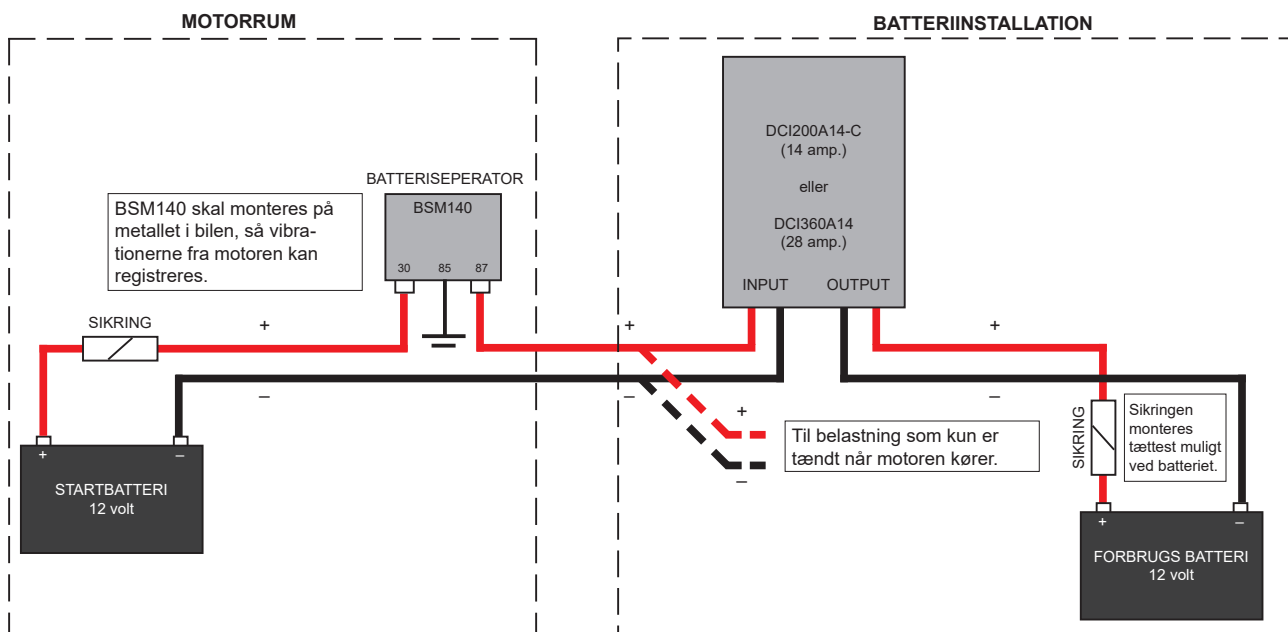 MOTORRUM
BATTERIINSTALLATION
DCI200A14-C
(14 amp.)
eller
DCI360A14
(28 amp.)
INPUT OUTPUT
BATTERISEPERATOR
BSM140
30 85 87
BSM140 skal monteres på
metallet i bilen, så vibra-
tionerne fra motoren kan
registreres.
SIKRING
+
–
+
–
STARTBATTERI
12 volt
+
–
+
–
Til belastning som kun er
tændt når motoren kører.
+
–
SIKRING
Sikringen
monteres
tættest muligt
ved batteriet.
+
–
FORBRUGS BATTERI
12 volt